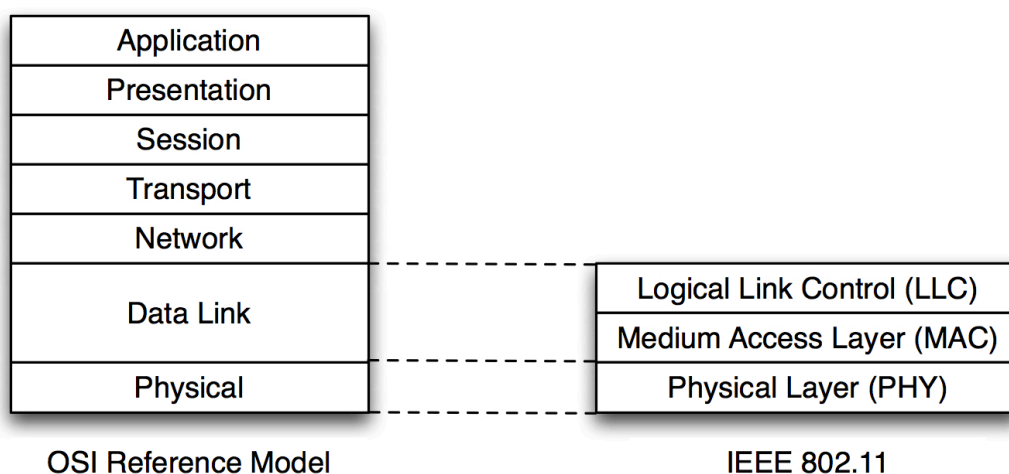 Application
Presentation
Session
Transport
Network
Data Link
Physical
OSI Reference Model
Logical Link Control (LLC)
Medium Access Layer (MAC)
Physical Layer (PHY)
IEEE 802.11